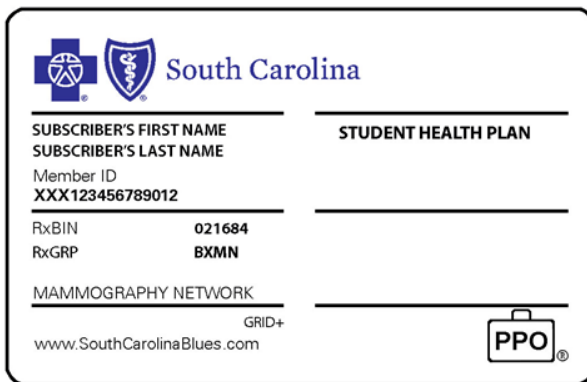 South Carolina
SUBSCRIBER'S FIRST NAME
SUBSCRIBER'S LAST NAME
Member ID
XXX123456789012
STUDENT HEALTH PLAN
RxBIN 021684
RxGRP BXMN
MAMMOGRAPHY NETWORK
GRID+
www.SouthCarolinaBlues.com
PPO®